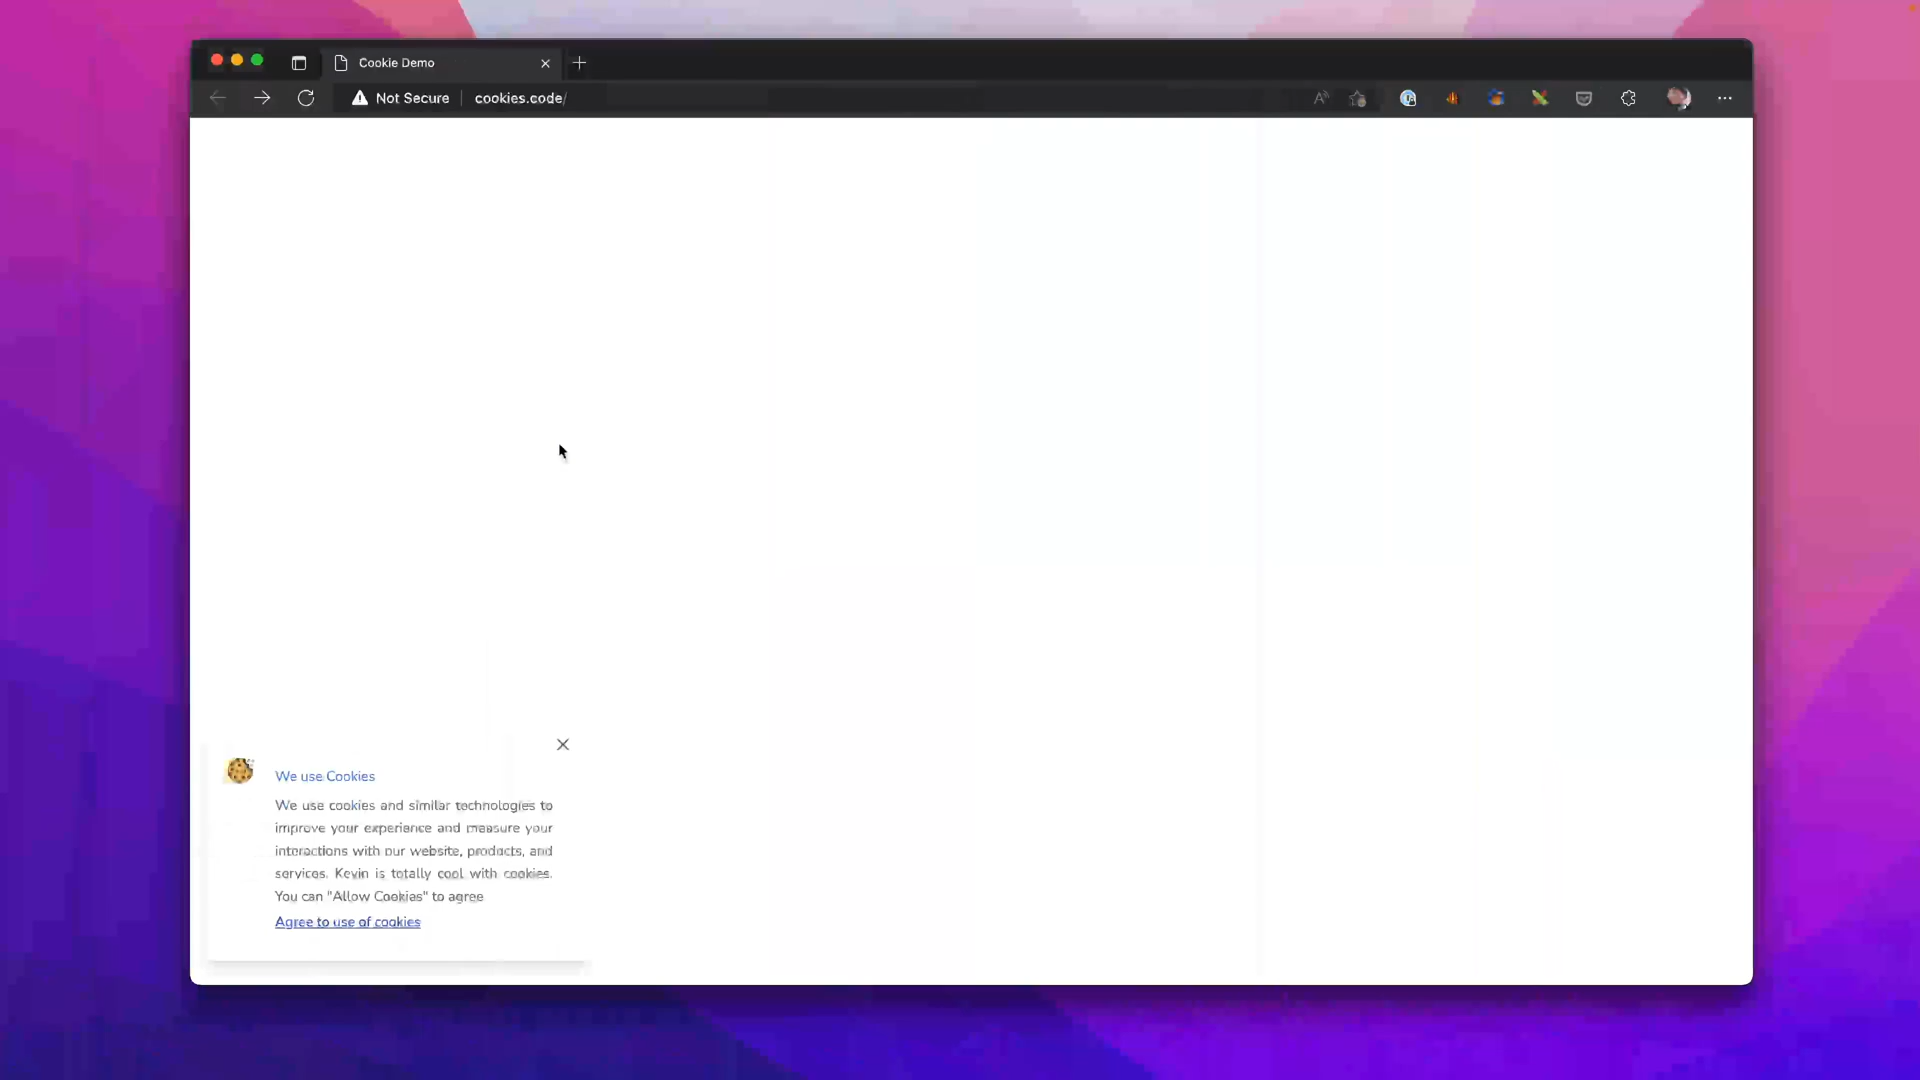 Cookie Demo
Not Secure
cookies.code/
We use Cookies
We use cookies and similar technologies to
improve your experience and measure your
interactions with our website, products, and
services. Kevin is totally cool with cookies.
You can "Allow Cookies" to agree
Agree to use of cookies